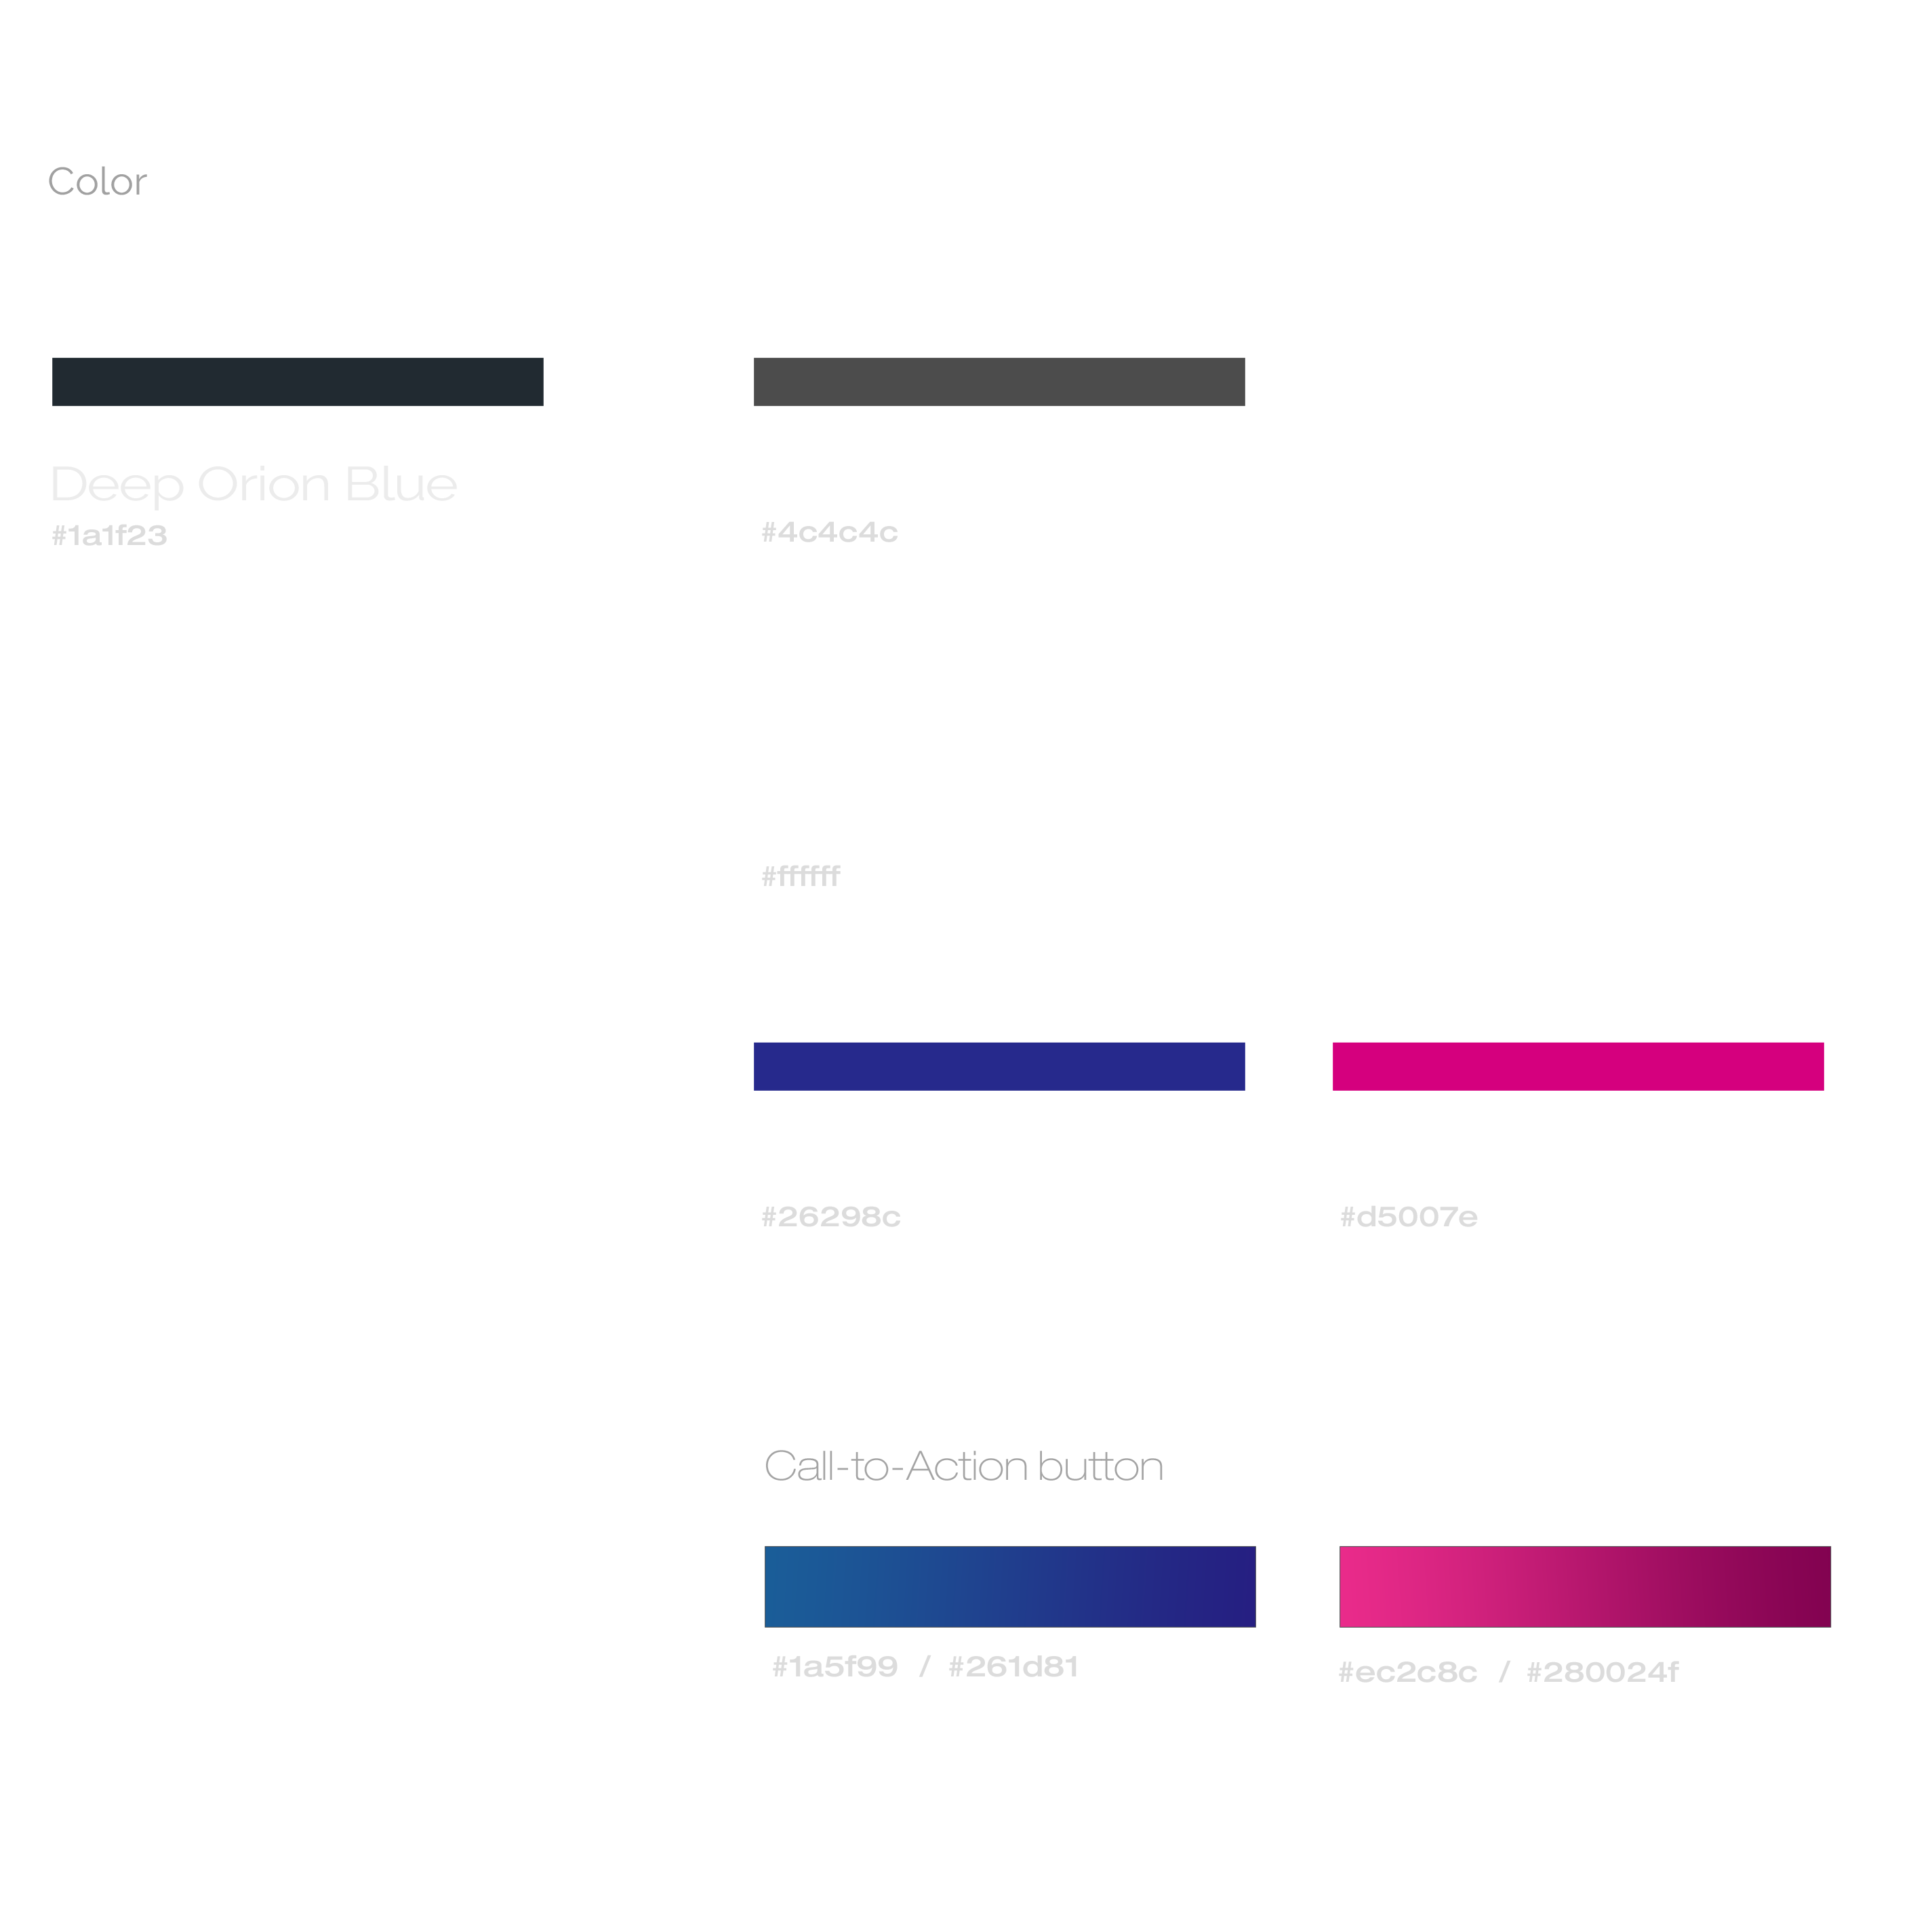 Color
Deep Orion Blue
#1a1f23
#4c4c4c
#ffffff
#26298c
#d5007e
Call-to-Action button
#1a5f99 / #261d81
#ec2c8c / #280024f